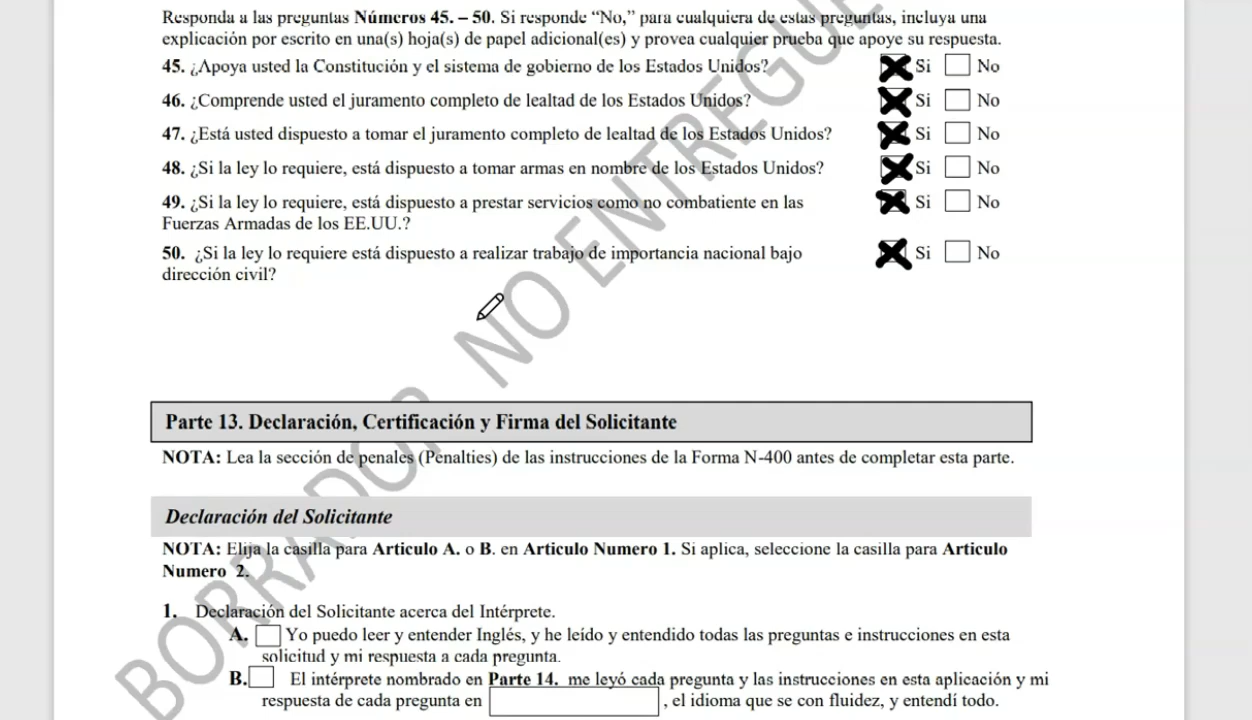 Responda a las preguntas Números 45. – 50. Si responde “No,” para cualquiera de estas preguntas, incluya una
explicación por escrito en una(s) hoja(s) de papel adicional(es) y provea cualquier prueba que apoye su respuesta.
45. ¿Apoya usted la Constitución y el sistema de gobierno de los Estados Unidos? Si No
46. ¿Comprende usted el juramento completo de lealtad de los Estados Unidos? Si No
47. ¿Está usted dispuesto a tomar el juramento completo de lealtad de los Estados Unidos? Si No
48. ¿Si la ley lo requiere, está dispuesto a tomar armas en nombre de los Estados Unidos? Si No
49. ¿Si la ley lo requiere, está dispuesto a prestar servicios como no combatiente en las Si No
Fuerzas Armadas de los EE.UU.?
50. ¿Si la ley lo requiere está dispuesto a realizar trabajo de importancia nacional bajo Si No
dirección civil?
BORRADOR NO ENTREGUE
Parte 13. Declaración, Certificación y Firma del Solicitante
NOTA: Lea la sección de penales (Penalties) de las instrucciones de la Forma N-400 antes de completar esta parte.
Declaración del Solicitante
NOTA: Elija la casilla para Articulo A. o B. en Articulo Numero 1. Si aplica, seleccione la casilla para Articulo
Numero 2.
1. Declaración del Solicitante acerca del Intérprete.
A. Yo puedo leer y entender Inglés, y he leído y entendido todas las preguntas e instrucciones en esta
solicitud y mi respuesta a cada pregunta.
B. El intérprete nombrado en Parte 14. me leyó cada pregunta y las instrucciones en esta aplicación y mi
respuesta de cada pregunta en , el idioma que se con fluidez, y entendí todo.